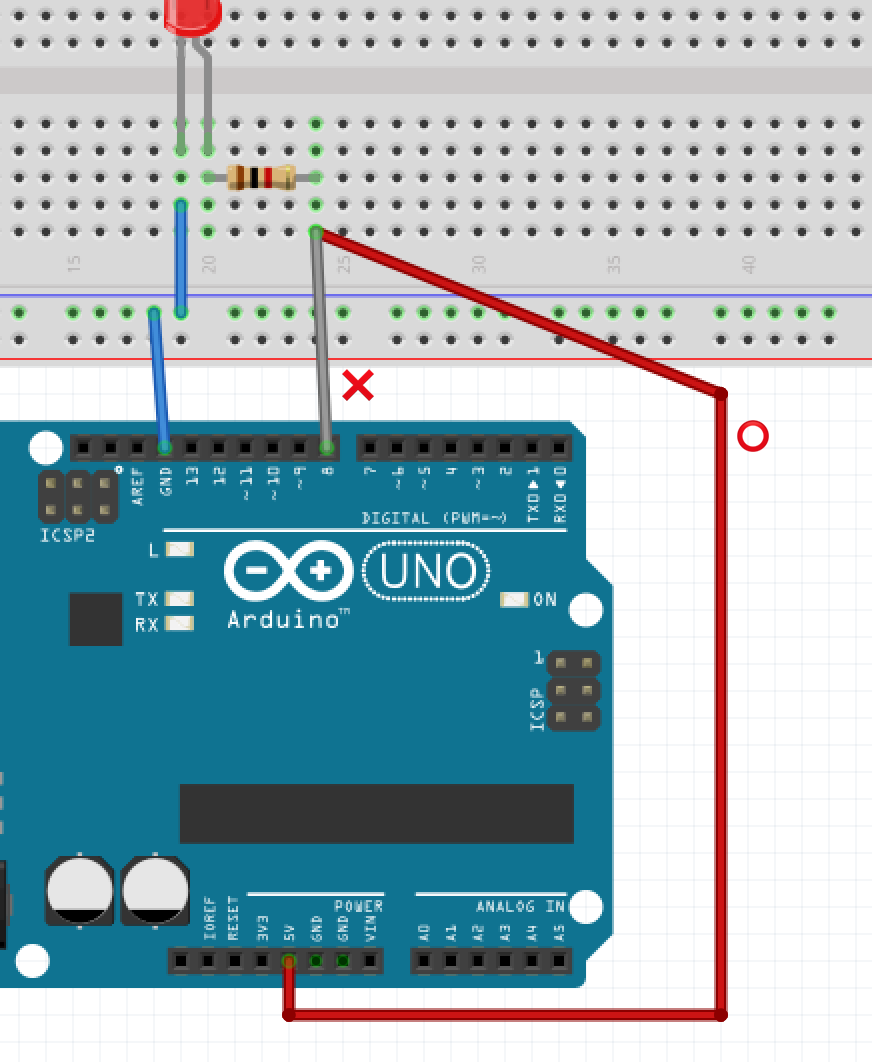 15 20 25 30 35 40
AREF GND 13 12 ~11 ~10 ~9 8 7 ~6 ~5 4 ~3 2 TXD▶1 RXD◀0
DIGITAL (PWM=~)
ICSP2
L
TX
RX
UNO
ON
Arduino™
1
ICSP
POWER
ANALOG IN
IOREF RESET 3V3 5V GND GND VIN A0 A1 A2 A3 A4 A5